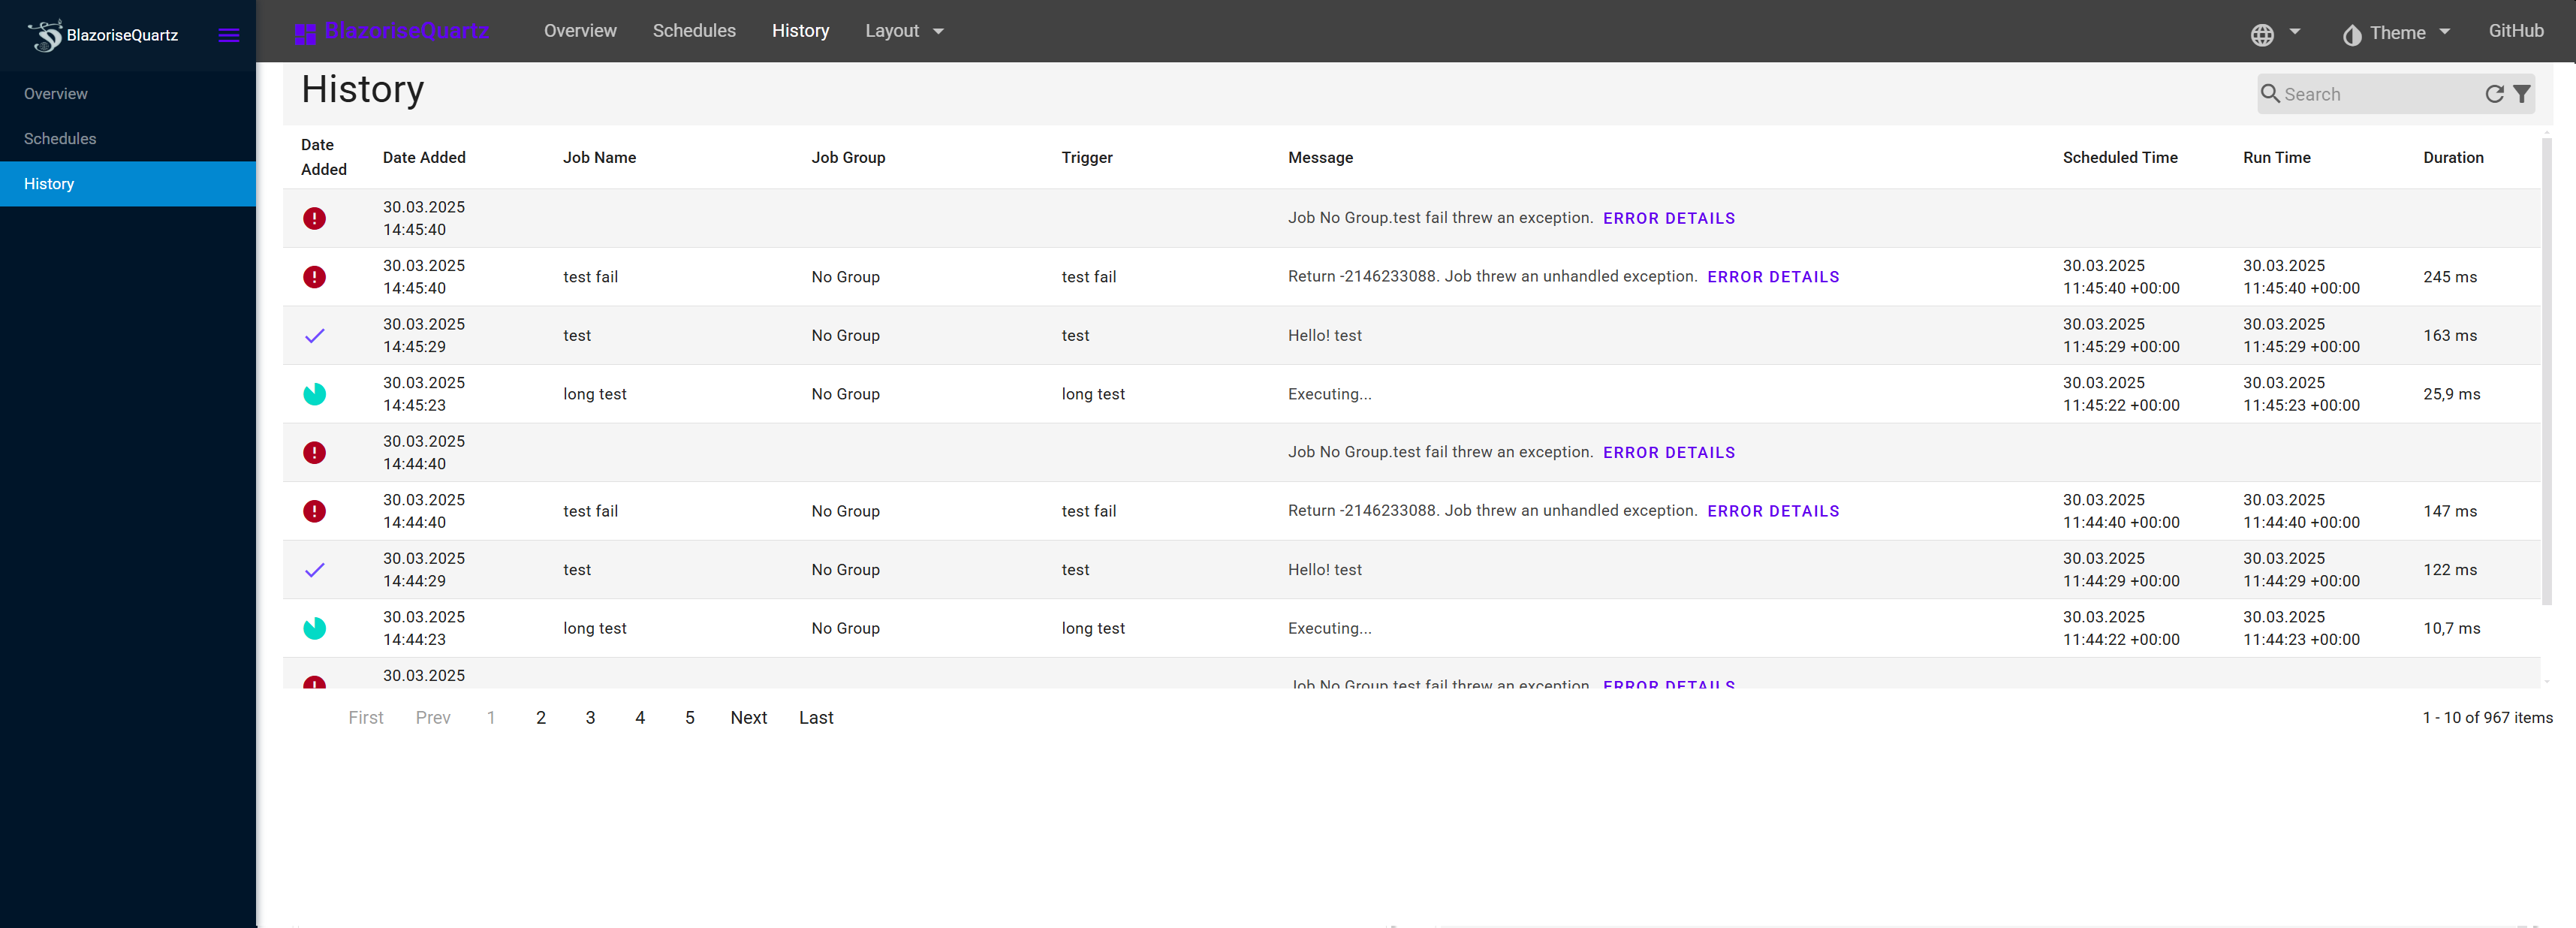 BlazoriseQuartz
Overview
Schedules
History
BlazoriseQuartz Overview Schedules History Layout Theme GitHub
History
Search
Date Added Date Added Job Name Job Group Trigger Message Scheduled Time Run Time Duration
30.03.2025 14:45:40 Job No Group.test fail threw an exception. ERROR DETAILS
30.03.2025 14:45:40 test fail No Group test fail Return -2146233088. Job threw an unhandled exception. ERROR DETAILS 30.03.2025 11:45:40 +00:00 30.03.2025 11:45:40 +00:00 245 ms
30.03.2025 14:45:29 test No Group test Hello! test 30.03.2025 11:45:29 +00:00 30.03.2025 11:45:29 +00:00 163 ms
30.03.2025 14:45:23 long test No Group long test Executing... 30.03.2025 11:45:22 +00:00 30.03.2025 11:45:23 +00:00 25,9 ms
30.03.2025 14:44:40 Job No Group.test fail threw an exception. ERROR DETAILS
30.03.2025 14:44:40 test fail No Group test fail Return -2146233088. Job threw an unhandled exception. ERROR DETAILS 30.03.2025 11:44:40 +00:00 30.03.2025 11:44:40 +00:00 147 ms
30.03.2025 14:44:29 test No Group test Hello! test 30.03.2025 11:44:29 +00:00 30.03.2025 11:44:29 +00:00 122 ms
30.03.2025 14:44:23 long test No Group long test Executing... 30.03.2025 11:44:22 +00:00 30.03.2025 11:44:23 +00:00 10,7 ms
30.03.2025 Job No Group.test fail threw an exception. ERROR DETAILS
First Prev 1 2 3 4 5 Next Last 1 - 10 of 967 items